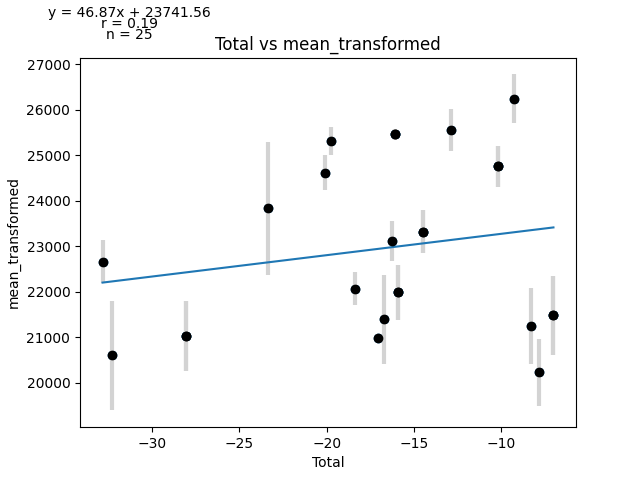 y = 46.87x + 23741.56
r = 0.19
n = 25
Total vs mean_transformed
27000
26000
25000
24000
23000
22000
21000
20000
mean_transformed
−30
−25
−20
−15
−10
Total